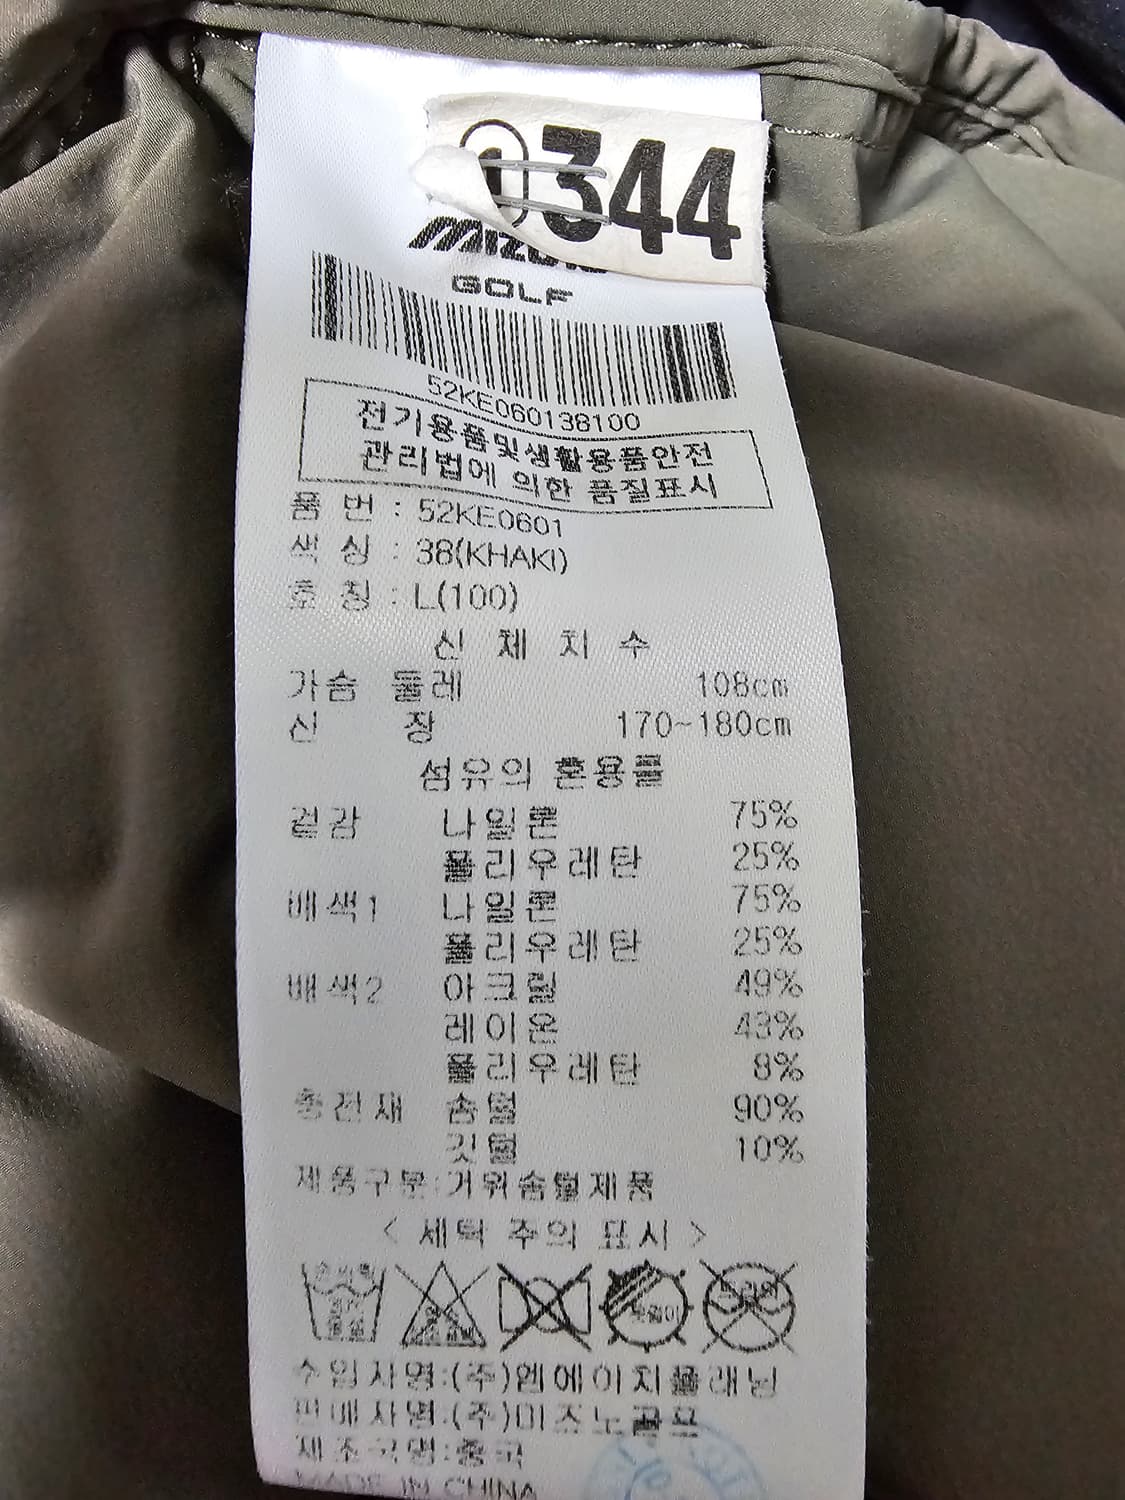 ①344
MIZUNO
GOLF
52KE060138100
전기용품및생활용품안전
관리법에 의한 품질표시
품 번 : 52KE0601
색 상 : 38(KHAKI)
호 칭 : L(100)
신 체 치 수
가슴 둘레 108cm
신 장 170~180cm
섬유의 혼용률
겉감 나일론 75%
폴리우레탄 25%
배색1 나일론 75%
폴리우레탄 25%
배색2 아크릴 49%
레이온 43%
폴리우레탄 8%
충전재 솜털 90%
깃털 10%
제품구분:거위솜털제품
< 세탁 주의 표시 >
수입자명:(주)엠에이치플래닝
판매자명:(주)미즈노골프
제조국명:중국
MADE IN CHINA